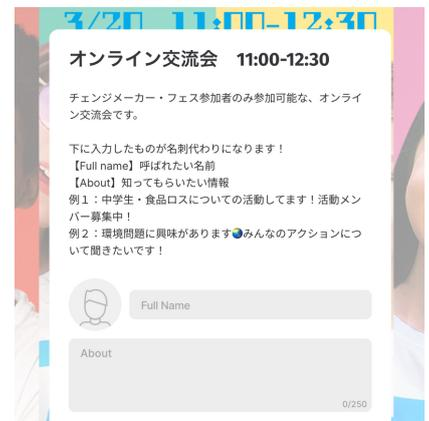 3/20 11:00-12:30
オンライン交流会 11:00-12:30
チェンジメーカー・フェス参加者のみ参加可能な、オンライ
ン交流会です。
下に入力したものが名刺代わりになります！
【Full name】呼ばれたい名前
【About】知ってもらいたい情報
例１：中学生・食品ロスについての活動してます！活動メン
バー募集中！
例２：環境問題に興味があります🌏みんなのアクションにつ
いて聞きたいです！
Full Name
About
0/250